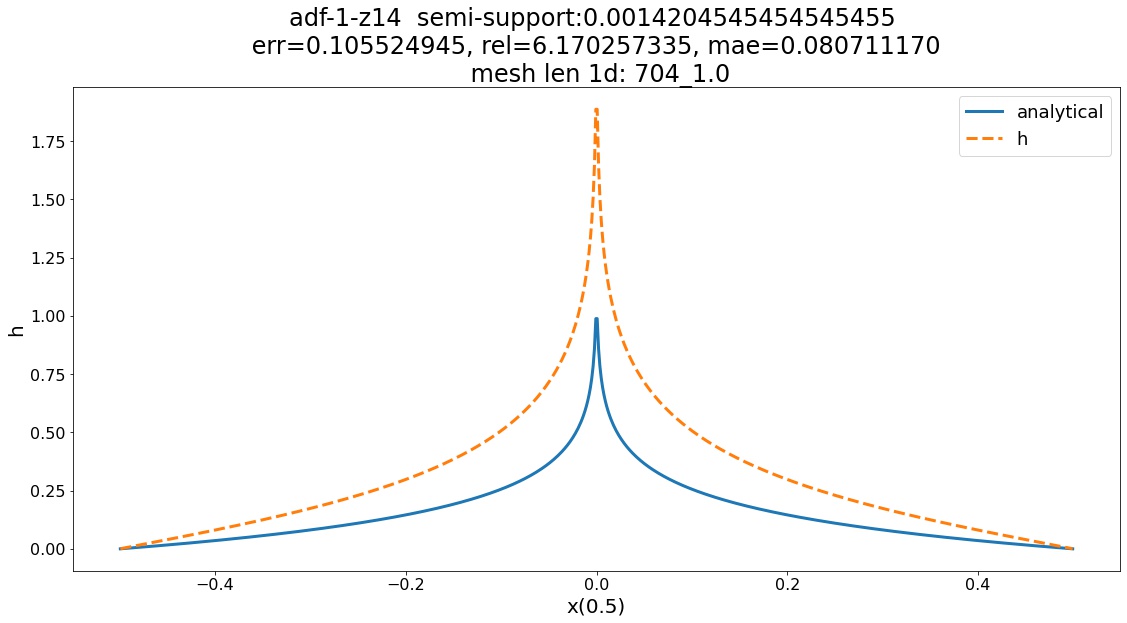 adf-1-z14  semi-support:0.0014204545454545455
err=0.105524945, rel=6.170257335, mae=0.080711170
mesh len 1d: 704_1.0
analytical
h
1.75
1.50
1.25
1.00
0.75
0.50
0.25
0.00
h
−0.4 −0.2 0.0 0.2 0.4
x(0.5)